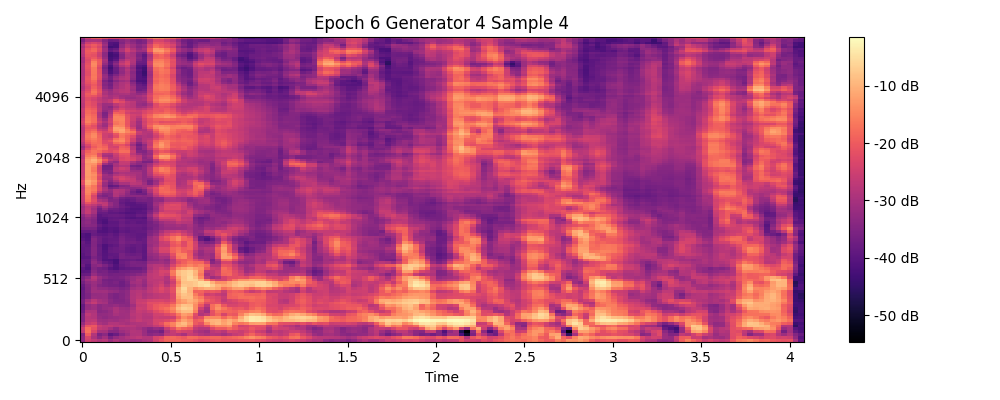 Epoch 6 Generator 4 Sample 4
Hz
4096
2048
1024
512
0
0 0.5 1 1.5 2 2.5 3 3.5 4
Time
-10 dB
-20 dB
-30 dB
-40 dB
-50 dB